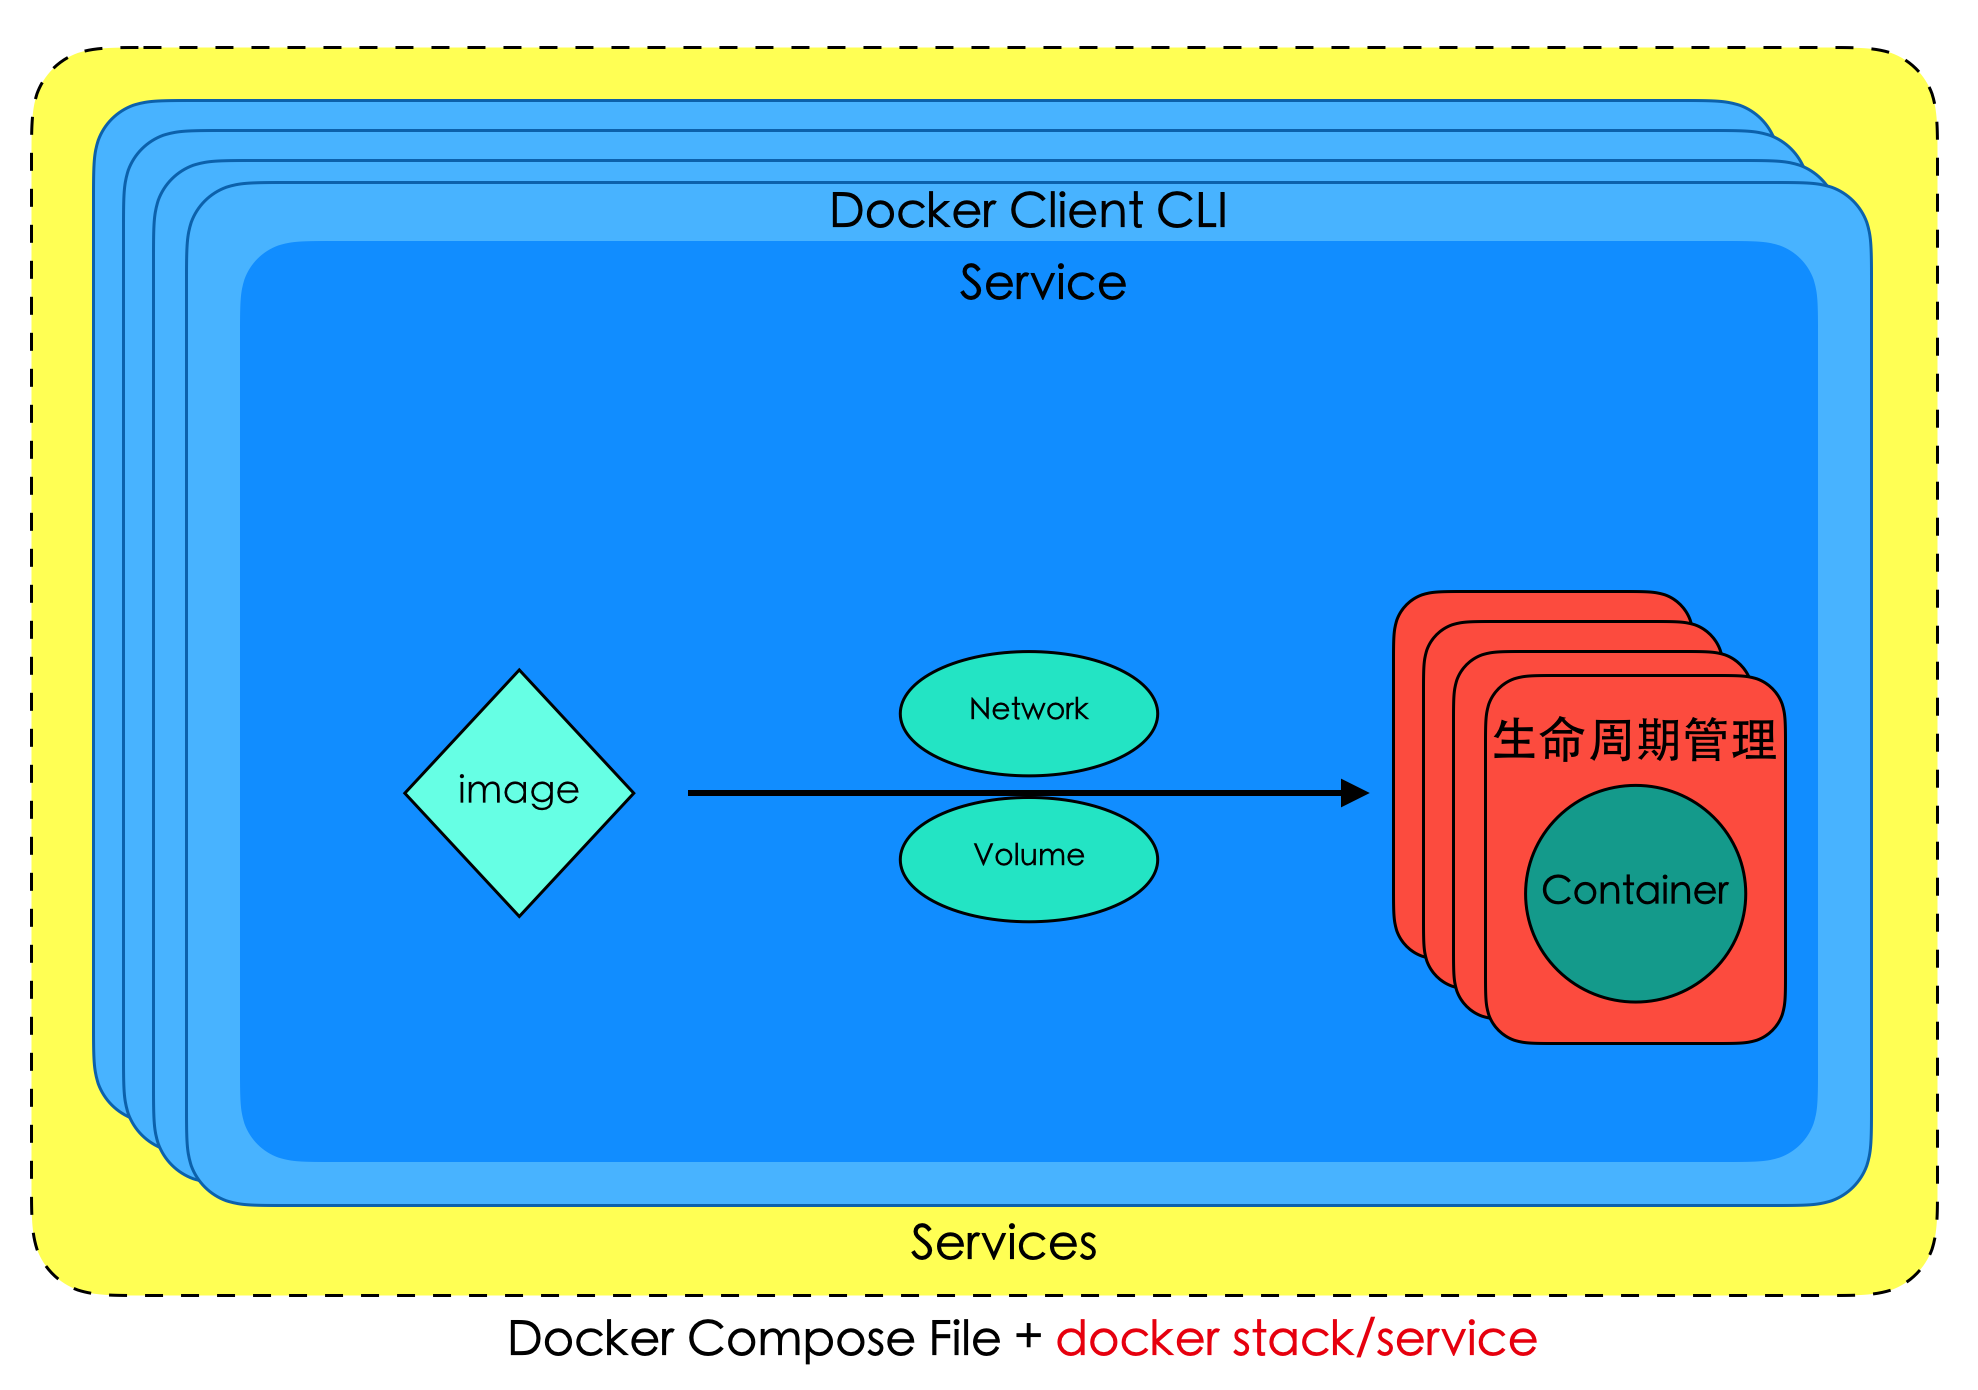 Docker Client CLI
Service
Network
生命周期管理
image
Volume
Container
Services
Docker Compose File + docker stack/service